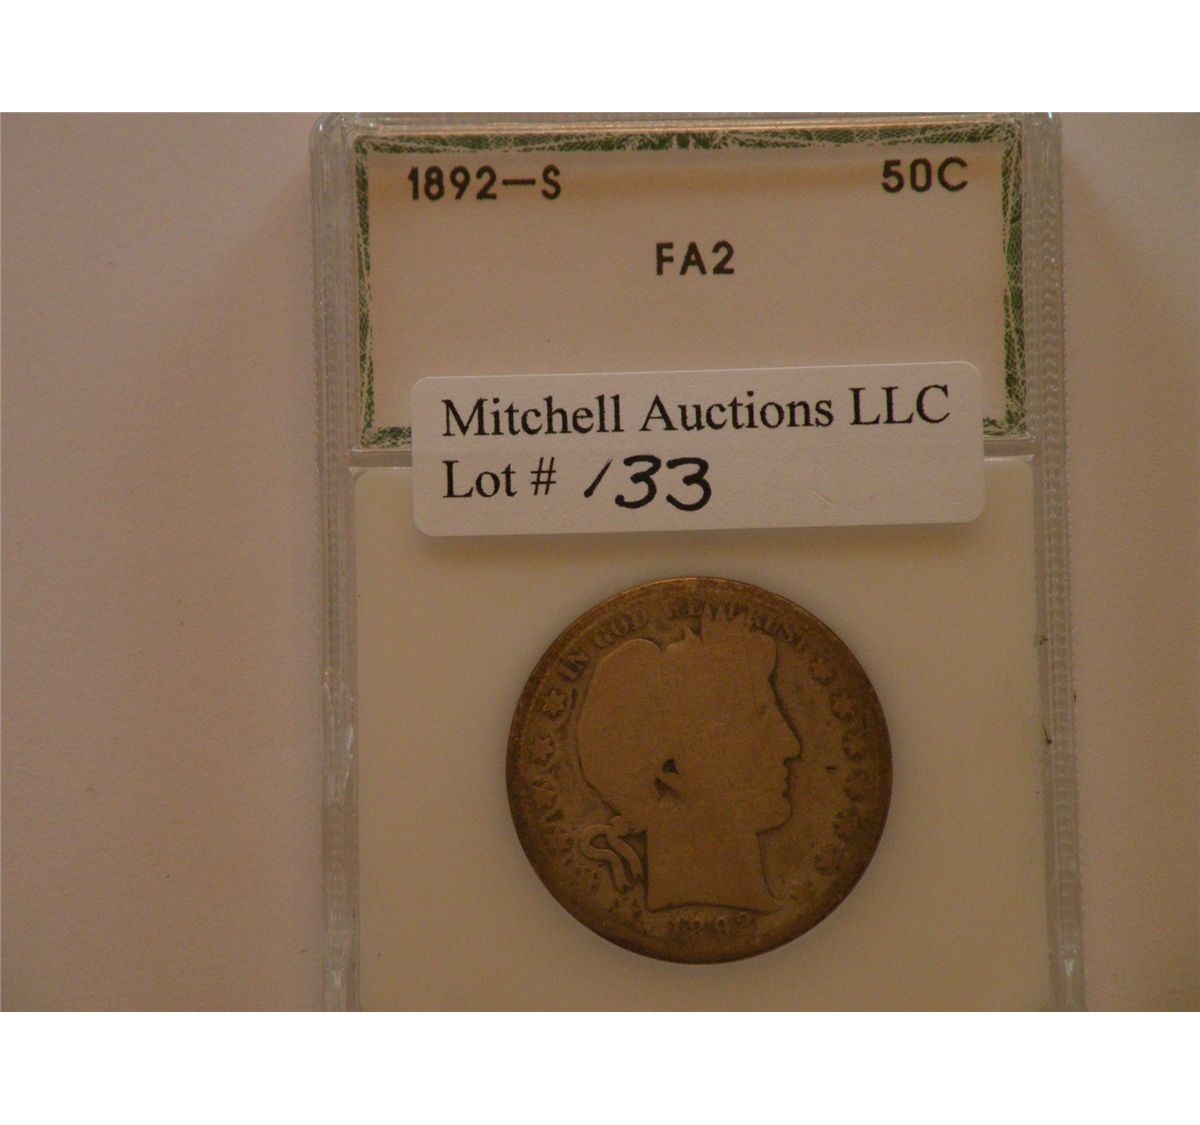 1892–S 50C
FA2
Mitchell Auctions LLC
Lot # 133
IN GOD WE TRUST